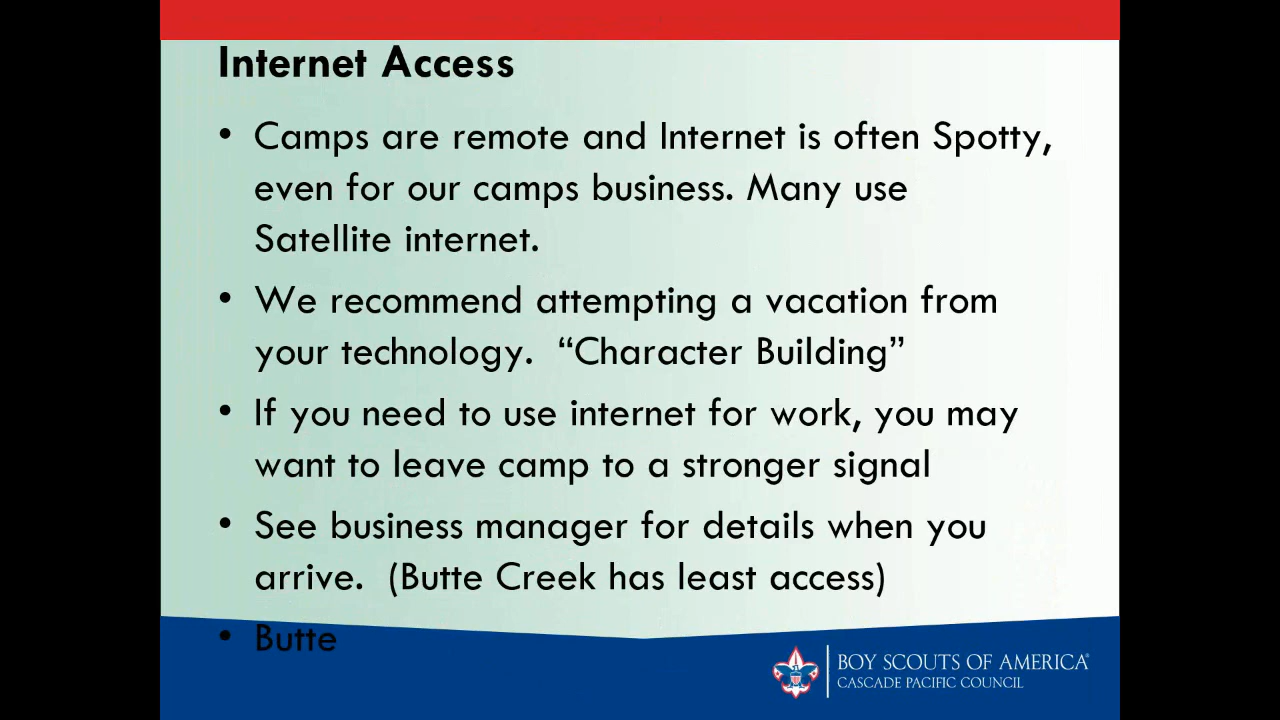 Internet Access
• Camps are remote and Internet is often Spotty,
even for our camps business. Many use
Satellite internet.
• We recommend attempting a vacation from
your technology.  “Character Building”
• If you need to use internet for work, you may
want to leave camp to a stronger signal
• See business manager for details when you
arrive.  (Butte Creek has least access)
• Butte
BOY SCOUTS OF AMERICA®
CASCADE PACIFIC COUNCIL